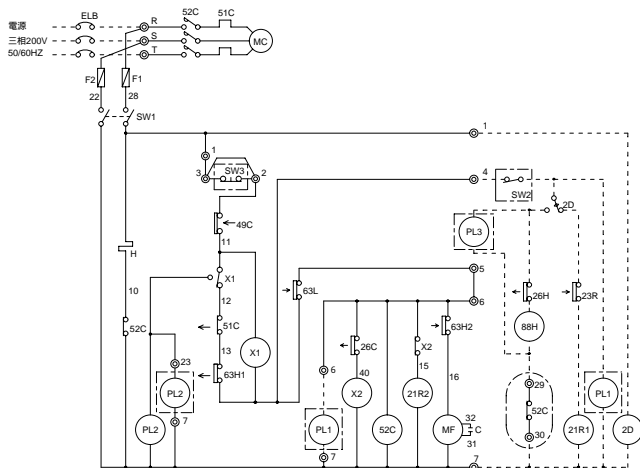 電源
三相200V
50/60HZ
ELB
R
S
T
52C
51C
MC
F2
F1
22
28
SW1
1
1
3
SW3
2
4
SW2
2D
49C
11
PL3
H
X1
63L
5
6
26H
23R
10
12
88H
52C
51C
26C
X2
63H2
13
X1
23
63H1
6
40
15
16
29
PL2
X2
21R2
52C
PL1
32
C
31
7
PL2
PL1
52C
MF
30
21R1
2D
7
7